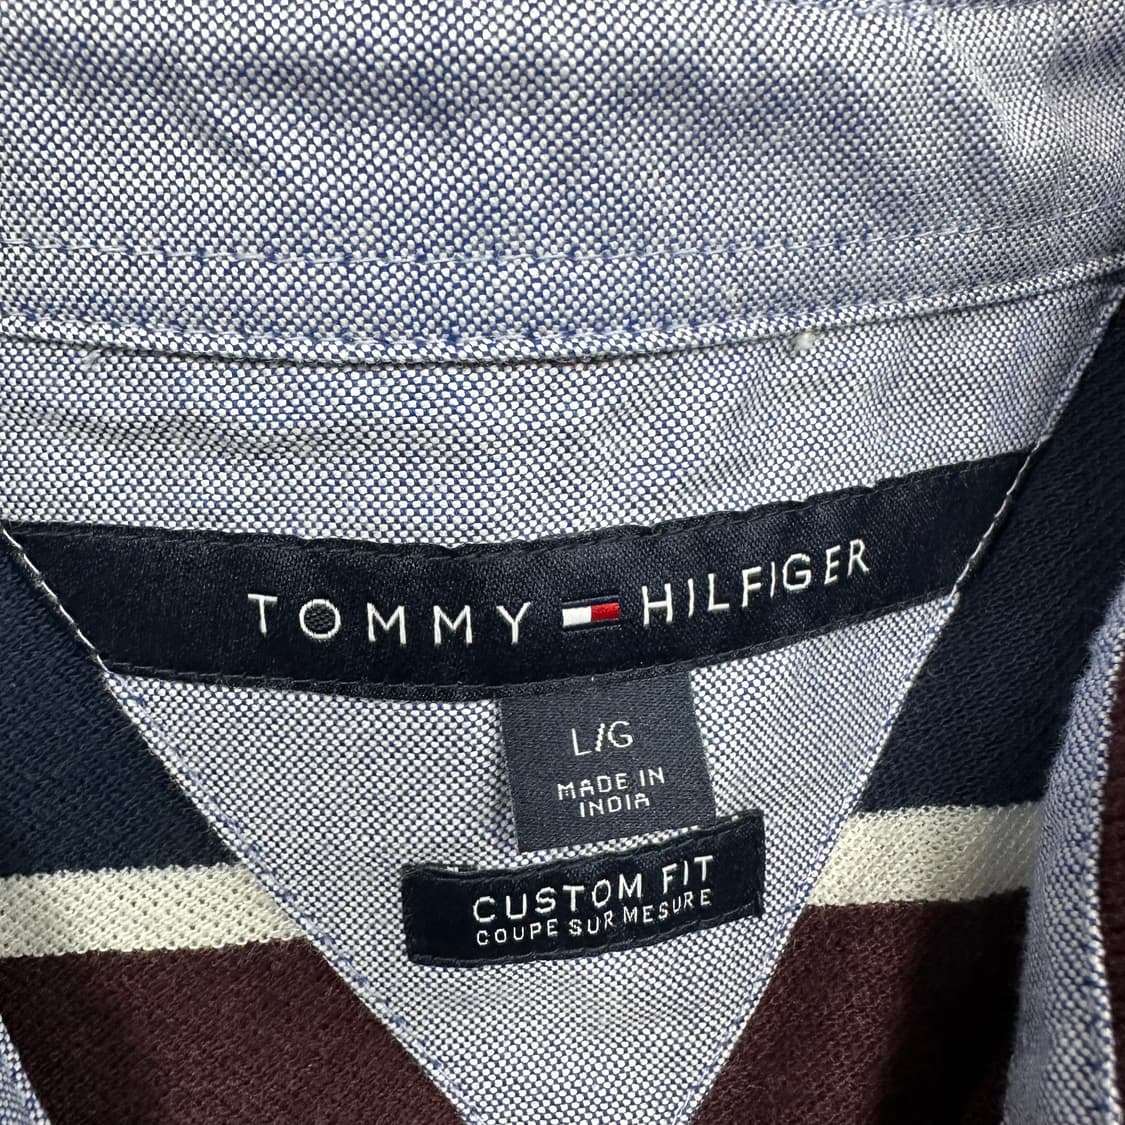 TOMMY HILFIGER
L/G
MADE IN
INDIA
CUSTOM FIT
COUPE SUR MESURE